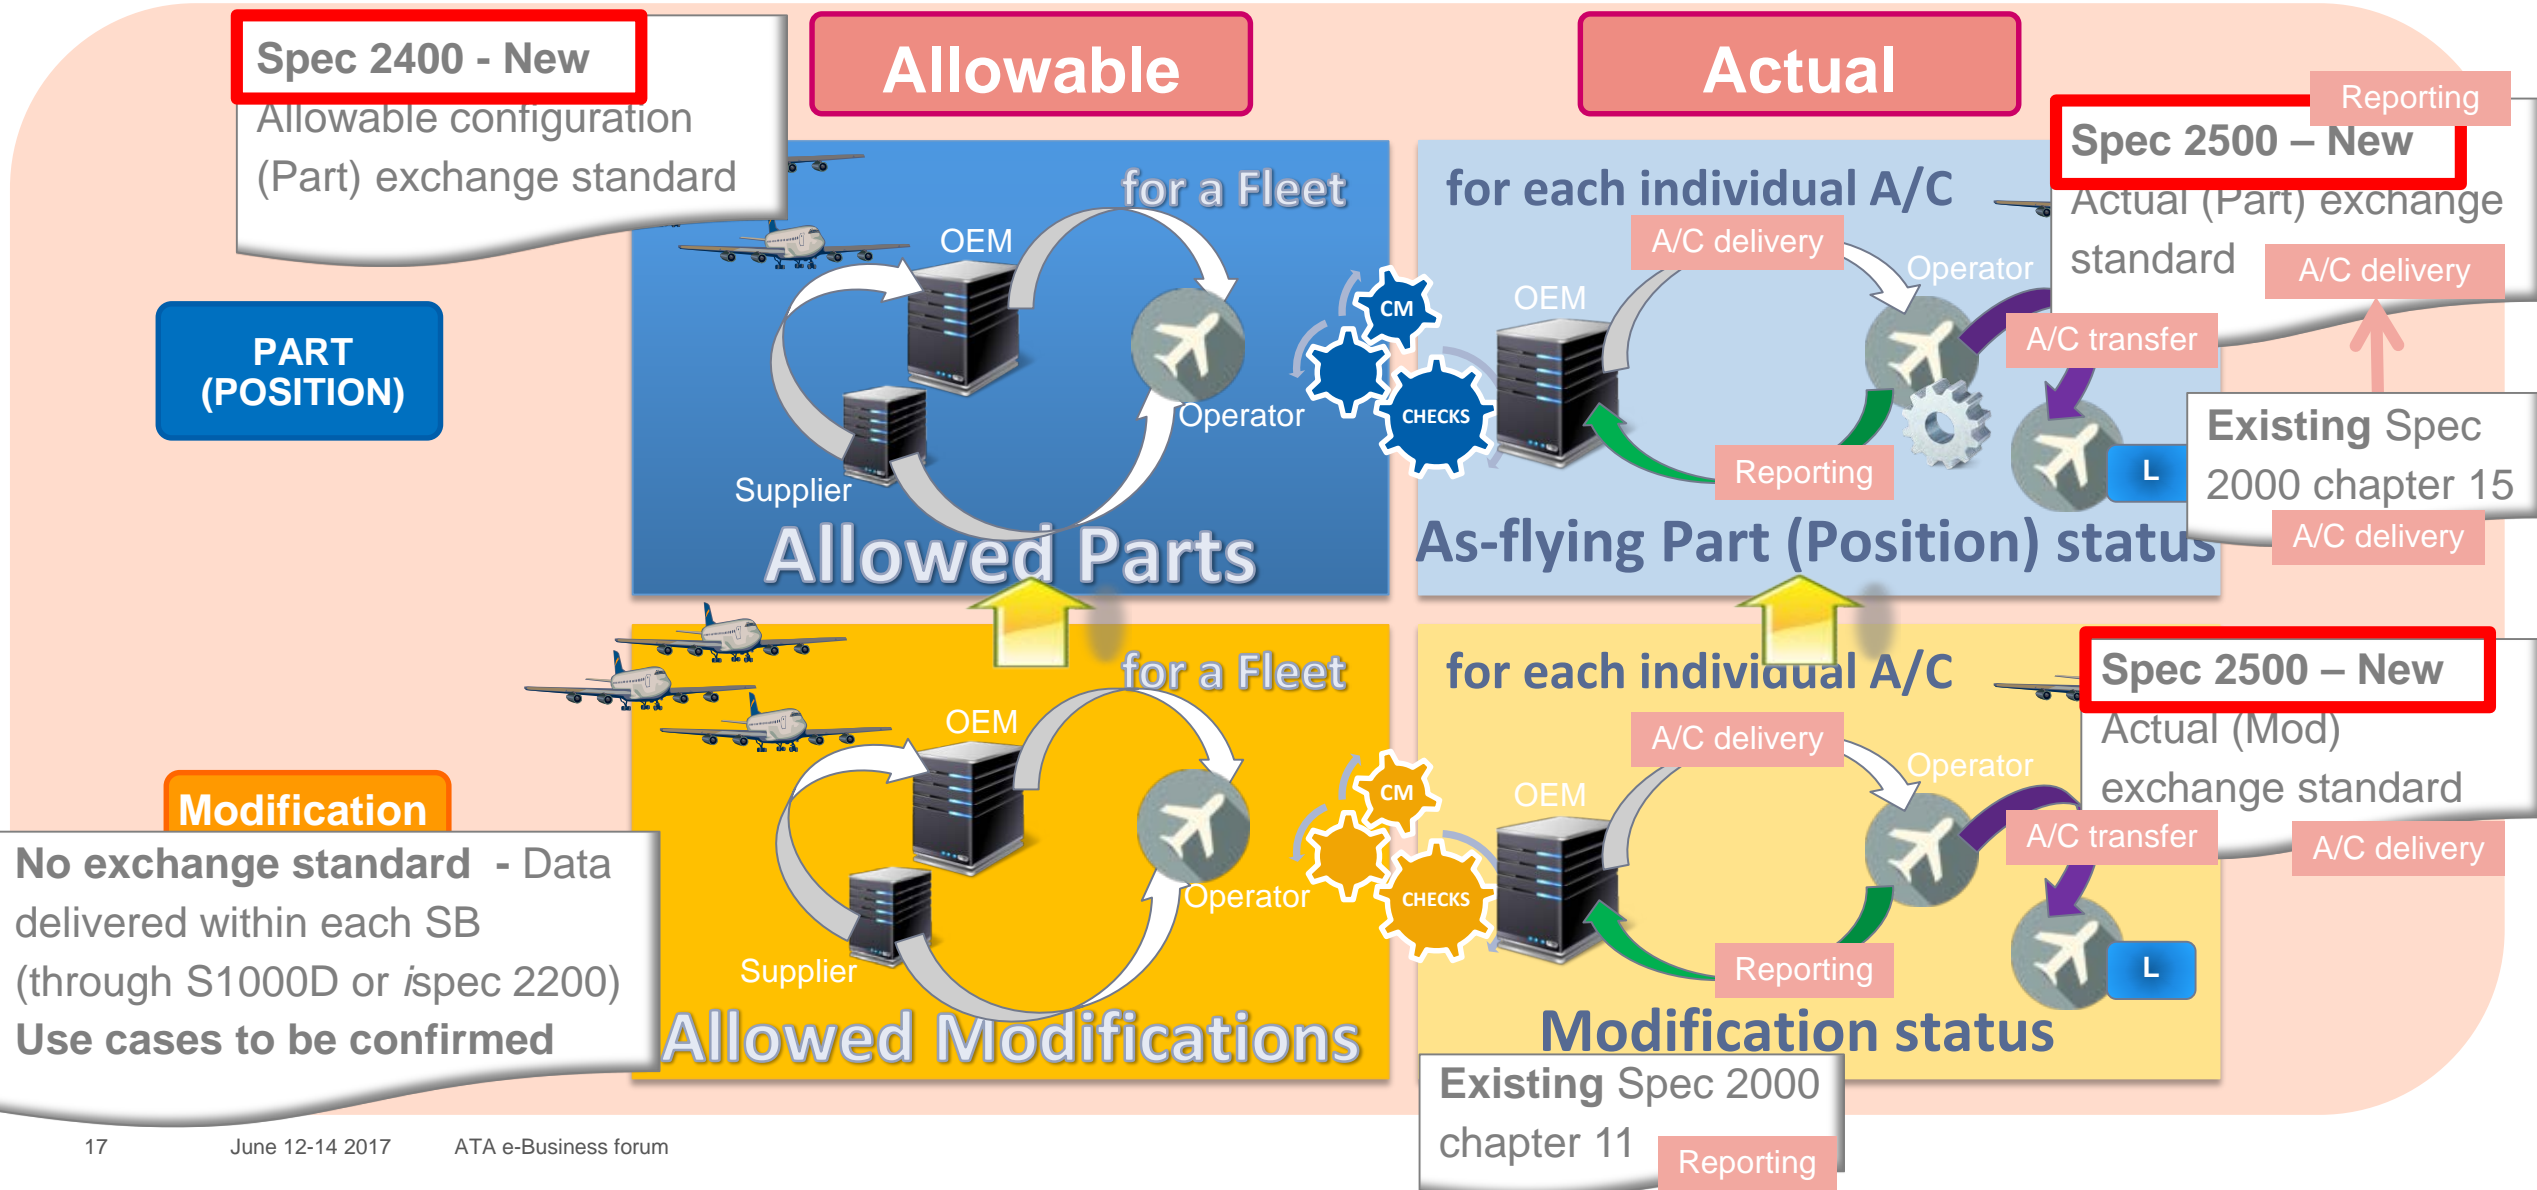 Spec 2400 - New
Allowable configuration
(Part) exchange standard
Allowable
Actual
Reporting
Spec 2500 – New
Actual (Part) exchange
standard
A/C delivery
PART
(POSITION)
for a Fleet
OEM
Operator
Supplier
Allowed Parts
CM
CHECKS
for each individual A/C
A/C delivery
OEM
Operator
A/C transfer
Reporting
L
As-flying Part (Position) status
Existing Spec
2000 chapter 15
A/C delivery
Modification
No exchange standard - Data
delivered within each SB
(through S1000D or ispec 2200)
Use cases to be confirmed
for a Fleet
OEM
Operator
Supplier
Allowed Modifications
CM
CHECKS
for each individual A/C
A/C delivery
OEM
Operator
A/C transfer
Reporting
L
Modification status
Spec 2500 – New
Actual (Mod)
exchange standard
A/C delivery
Existing Spec 2000
chapter 11
Reporting
17 June 12-14 2017 ATA e-Business forum